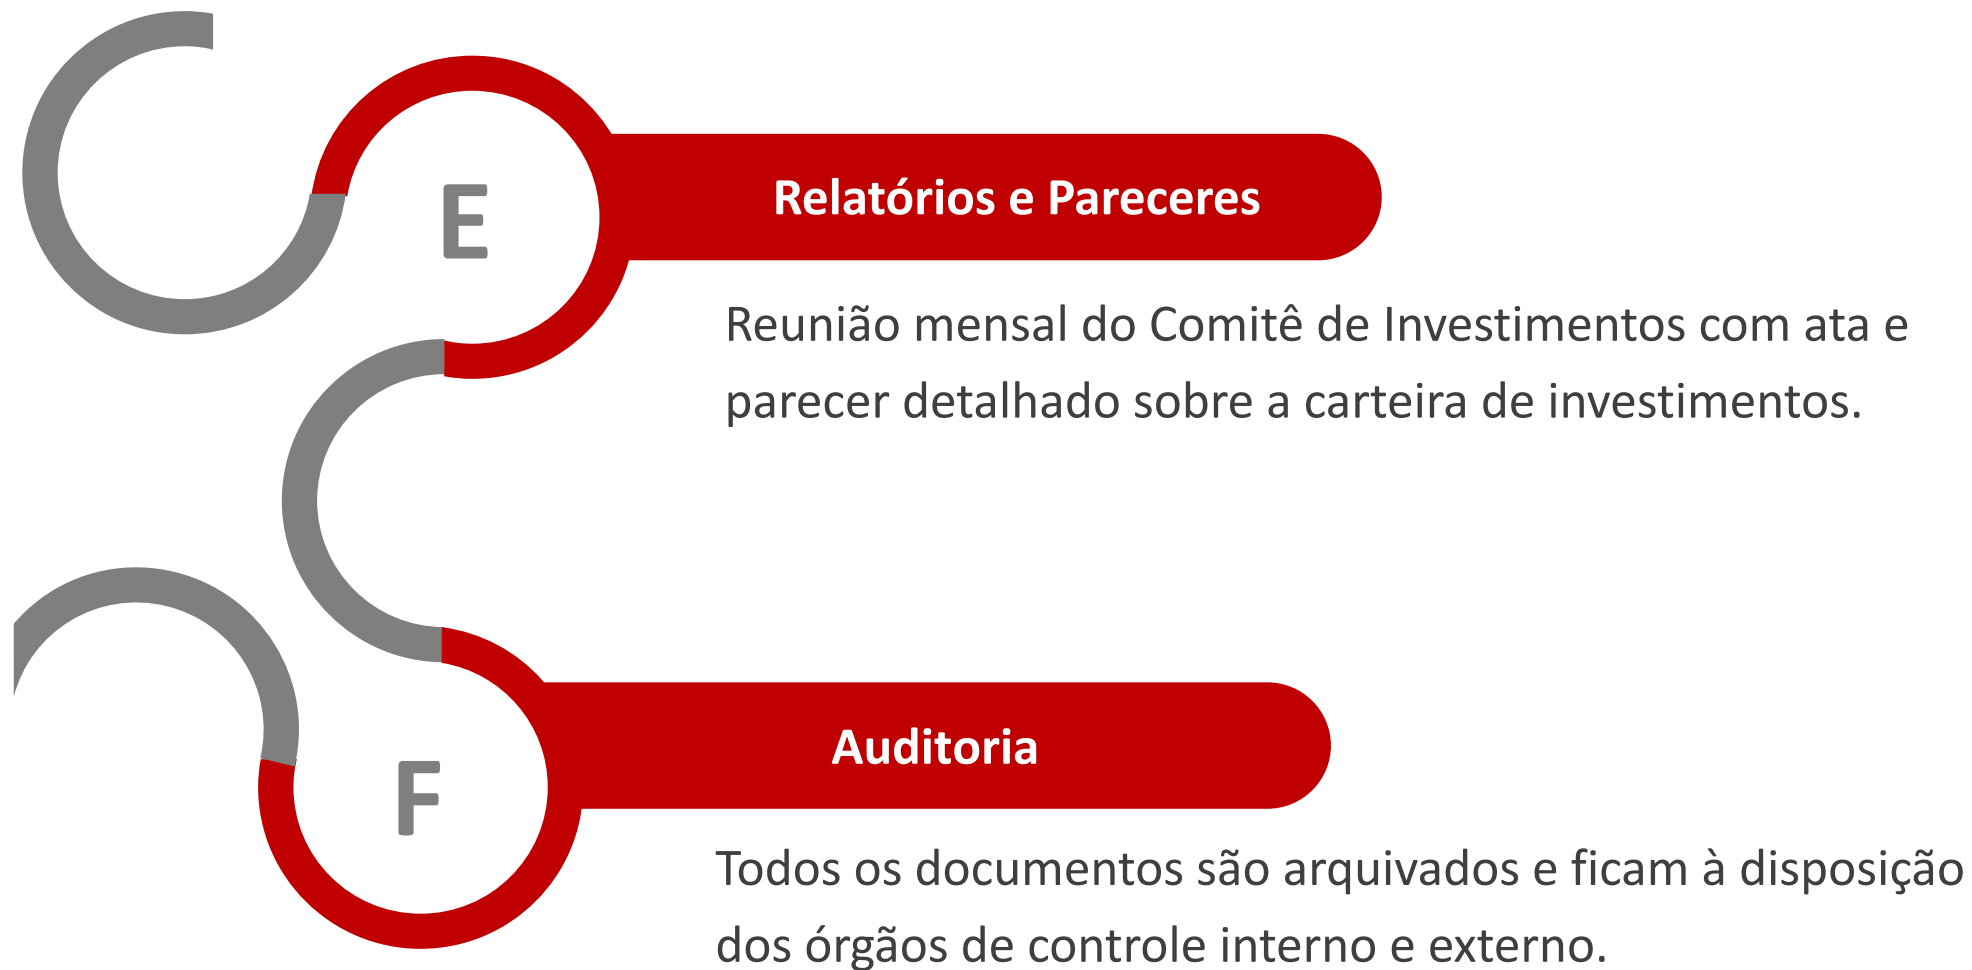 E
Relatórios e Pareceres
Reunião mensal do Comitê de Investimentos com ata e
parecer detalhado sobre a carteira de investimentos.
F
Auditoria
Todos os documentos são arquivados e ficam à disposição
dos órgãos de controle interno e externo.